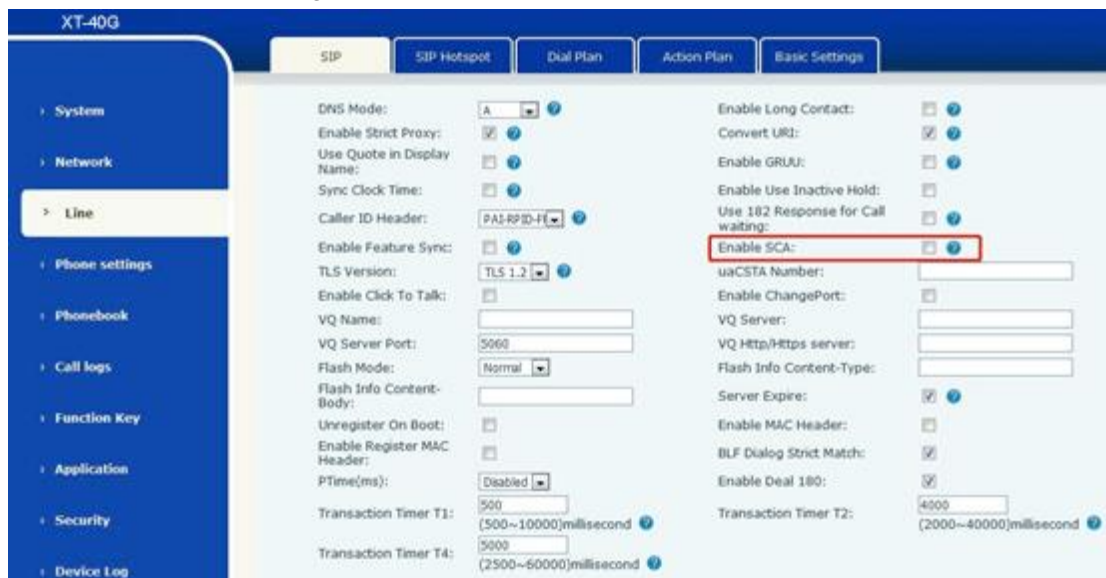 XT-40G
SIP
SIP Hotspot
Dial Plan
Action Plan
Basic Settings
System
Network
Line
Phone settings
Phonebook
Call logs
Function Key
Application
Security
Device Log
DNS Mode: A
Enable Long Contact:
Enable Strict Proxy:
Convert URI:
Use Quote in Display
Name:
Enable GRUU:
Sync Clock Time:
Enable Use Inactive Hold:
Caller ID Header: PAI-RPID-F
Use 182 Response for Call
waiting:
Enable Feature Sync:
Enable SCA:
TLS Version: TLS 1.2
uaCSTA Number:
Enable Click To Talk:
Enable ChangePort:
VQ Name:
VQ Server:
VQ Server Port: 5060
VQ Http/Https server:
Flash Mode: Normal
Flash Info Content-Type:
Flash Info Content-
Body:
Server Expire:
Unregister On Boot:
Enable MAC Header:
Enable Register MAC
Header:
BLF Dialog Strict Match:
PTime(ms): Disabled
Enable Deal 180:
Transaction Timer T1: 500
(500~10000)millisecond
Transaction Timer T2: 4000
(2000~40000)millisecond
Transaction Timer T4: 5000
(2500~60000)millisecond